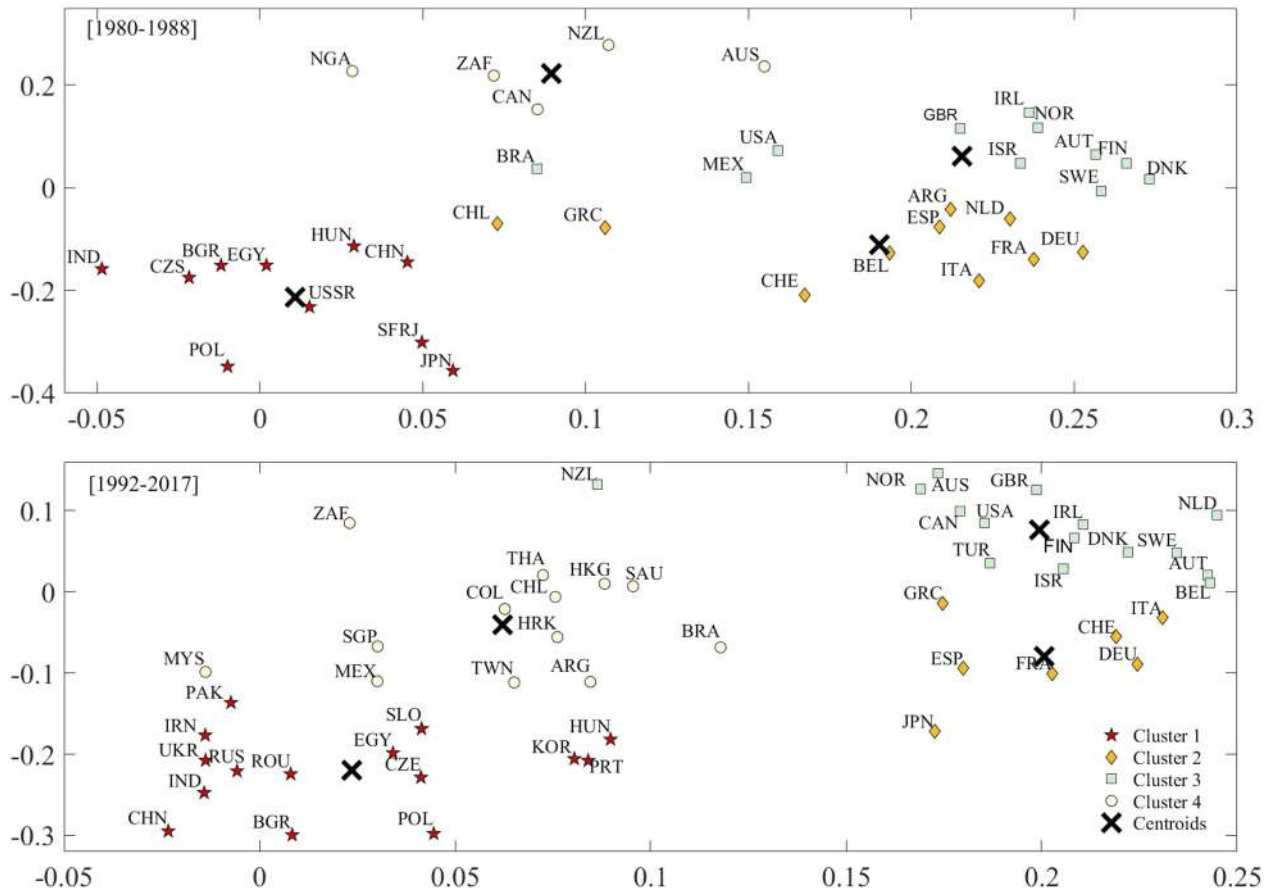 [1980-1988]
NZL
NGA ZAF AUS
0.2
CAN
IRL
GBR NOR
USA
BRA ISR AUT FIN
MEX SWE DNK
0
ARG
CHL GRC ESP NLD
HUN
IND BGR EGY CHN FRA DEU
CZS BEL
USSR CHE ITA
-0.2
SFRJ
POL JPN
-0.4
-0.05 0 0.05 0.1 0.15 0.2 0.25 0.3
[1992-2017]
NZL NOR AUS GBR
ZAF NLD
0.1
CAN USA IRL
THA HKG SAU TUR FIN DNK SWE
CHL ISR AUT
COL GRC BEL
0
HRK ITA
SGP BRA CHE
MYS MEX TWN ARG ESP FRA DEU
-0.1
PAK
SLO JPN
IRN HUN
UKR RUS ROU EGY CZE KOR PRT
-0.2
IND
CHN BGR POL
-0.3
-0.05 0 0.05 0.1 0.15 0.2 0.25
Cluster 1
Cluster 2
Cluster 3
Cluster 4
Centroids